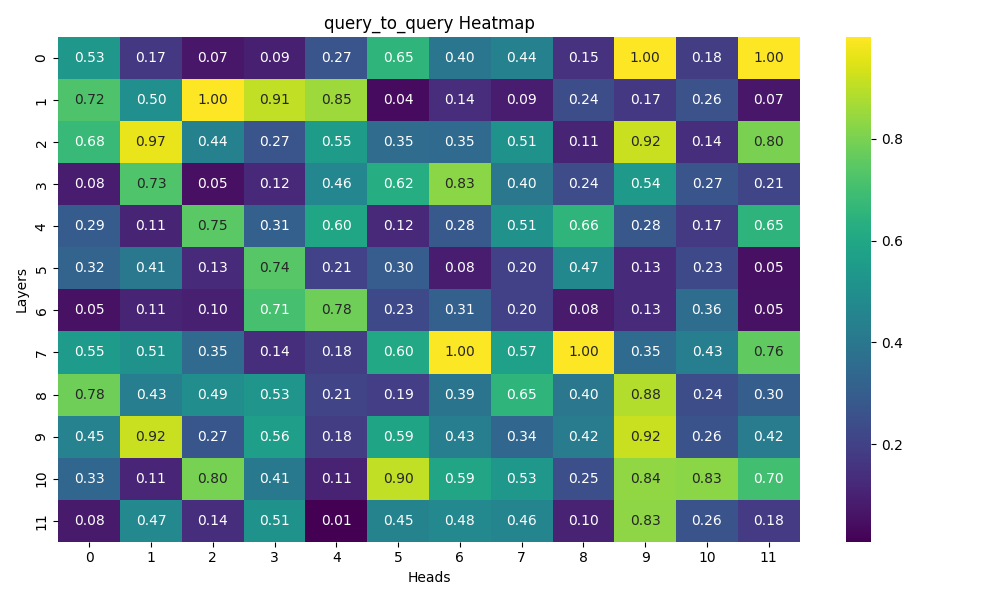 query_to_query Heatmap
0 0.53 0.17 0.07 0.09 0.27 0.65 0.40 0.44 0.15 1.00 0.18 1.00
1 0.72 0.50 1.00 0.91 0.85 0.04 0.14 0.09 0.24 0.17 0.26 0.07
2 0.68 0.97 0.44 0.27 0.55 0.35 0.35 0.51 0.11 0.92 0.14 0.80
3 0.08 0.73 0.05 0.12 0.46 0.62 0.83 0.40 0.24 0.54 0.27 0.21
4 0.29 0.11 0.75 0.31 0.60 0.12 0.28 0.51 0.66 0.28 0.17 0.65
5 0.32 0.41 0.13 0.74 0.21 0.30 0.08 0.20 0.47 0.13 0.23 0.05
6 0.05 0.11 0.10 0.71 0.78 0.23 0.31 0.20 0.08 0.13 0.36 0.05
7 0.55 0.51 0.35 0.14 0.18 0.60 1.00 0.57 1.00 0.35 0.43 0.76
8 0.78 0.43 0.49 0.53 0.21 0.19 0.39 0.65 0.40 0.88 0.24 0.30
9 0.45 0.92 0.27 0.56 0.18 0.59 0.43 0.34 0.42 0.92 0.26 0.42
10 0.33 0.11 0.80 0.41 0.11 0.90 0.59 0.53 0.25 0.84 0.83 0.70
11 0.08 0.47 0.14 0.51 0.01 0.45 0.48 0.46 0.10 0.83 0.26 0.18
0 1 2 3 4 5 6 7 8 9 10 11
Heads
Layers
0.8
0.6
0.4
0.2